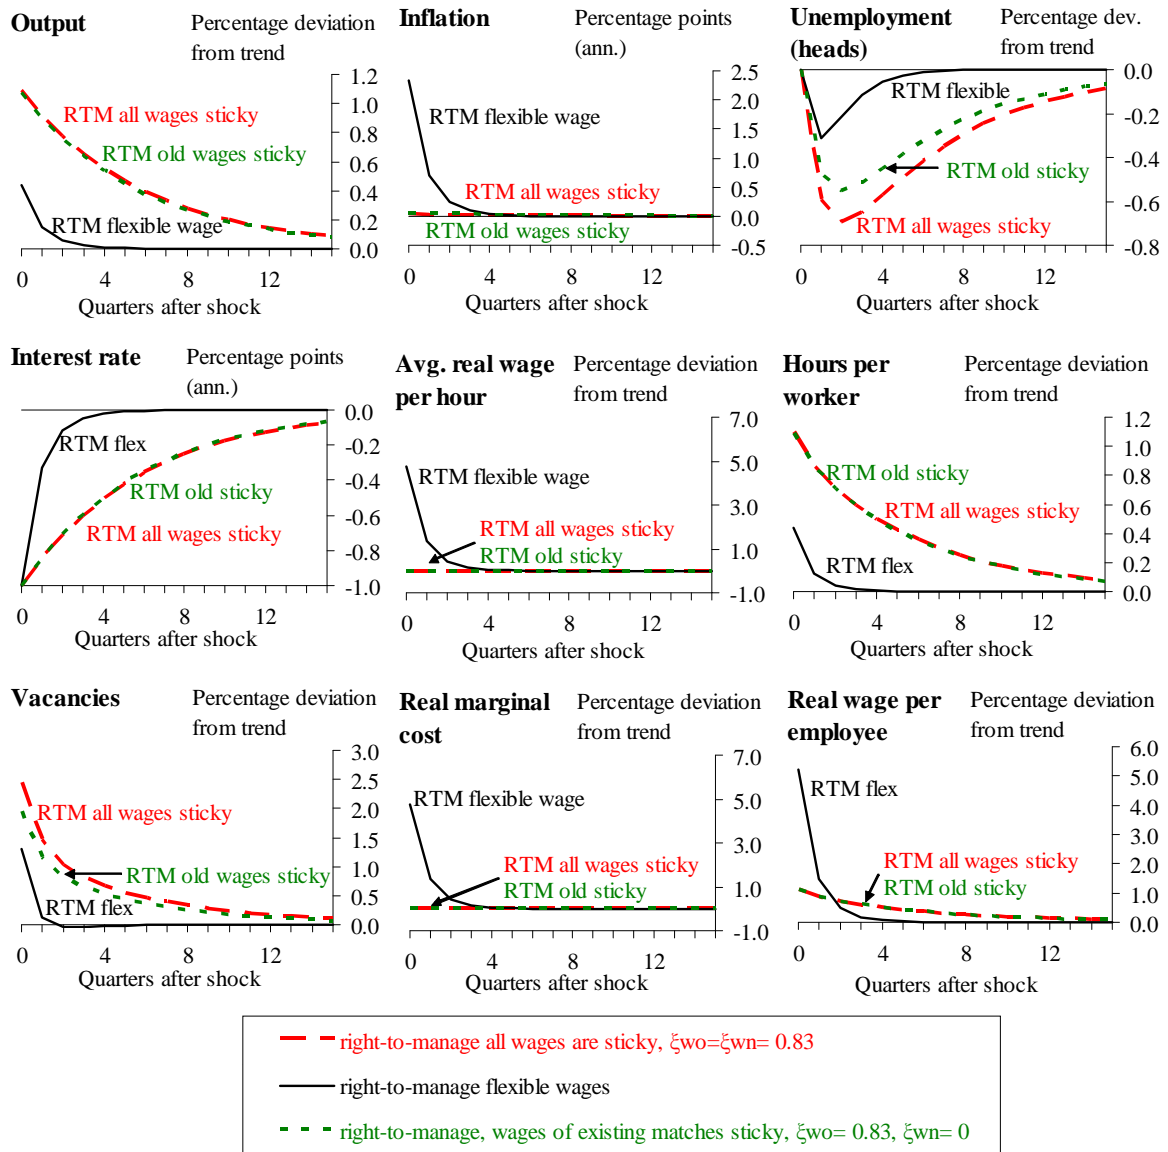 Output
Percentage deviation
from trend
1.2
1.0
0.8
0.6
0.4
0.2
0.0
RTM all wages sticky
RTM old wages sticky
RTM flexible wage
0 4 8 12
Quarters after shock
Inflation
Percentage points
(ann.)
2.5
2.0
1.5
1.0
0.5
0.0
-0.5
RTM flexible wage
RTM all wages sticky
RTM old wages sticky
0 4 8 12
Quarters after shock
Unemployment
(heads)
Percentage dev.
from trend
0.0
-0.2
-0.4
-0.6
-0.8
RTM flexible
RTM old sticky
RTM all wages sticky
0 4 8 12
Quarters after shock
Interest rate
Percentage points
(ann.)
0.0
-0.2
-0.4
-0.6
-0.8
-1.0
RTM flex
RTM old sticky
RTM all wages sticky
0 4 8 12
Quarters after shock
Avg. real wage
per hour
Percentage deviation
from trend
7.0
5.0
3.0
1.0
-1.0
RTM flexible wage
RTM all wages sticky
RTM old sticky
0 4 8 12
Quarters after shock
Hours per
worker
Percentage deviation
from trend
1.2
1.0
0.8
0.6
0.4
0.2
0.0
RTM old sticky
RTM all wages sticky
RTM flex
0 4 8 12
Quarters after shock
Vacancies
Percentage deviation
from trend
3.0
2.5
2.0
1.5
1.0
0.5
0.0
RTM all wages sticky
RTM old wages sticky
RTM flex
0 4 8 12
Quarters after shock
Real marginal
cost
Percentage deviation
from trend
7.0
5.0
3.0
1.0
-1.0
RTM flexible wage
RTM all wages sticky
RTM old sticky
0 4 8 12
Quarters after shock
Real wage per
employee
Percentage deviation
from trend
6.0
5.0
4.0
3.0
2.0
1.0
0.0
RTM flex
RTM all wages sticky
RTM old sticky
0 4 8 12
Quarters after shock
right-to-manage all wages are sticky, ξwo=ξwn= 0.83
right-to-manage flexible wages
right-to-manage, wages of existing matches sticky, ξwo= 0.83, ξwn= 0